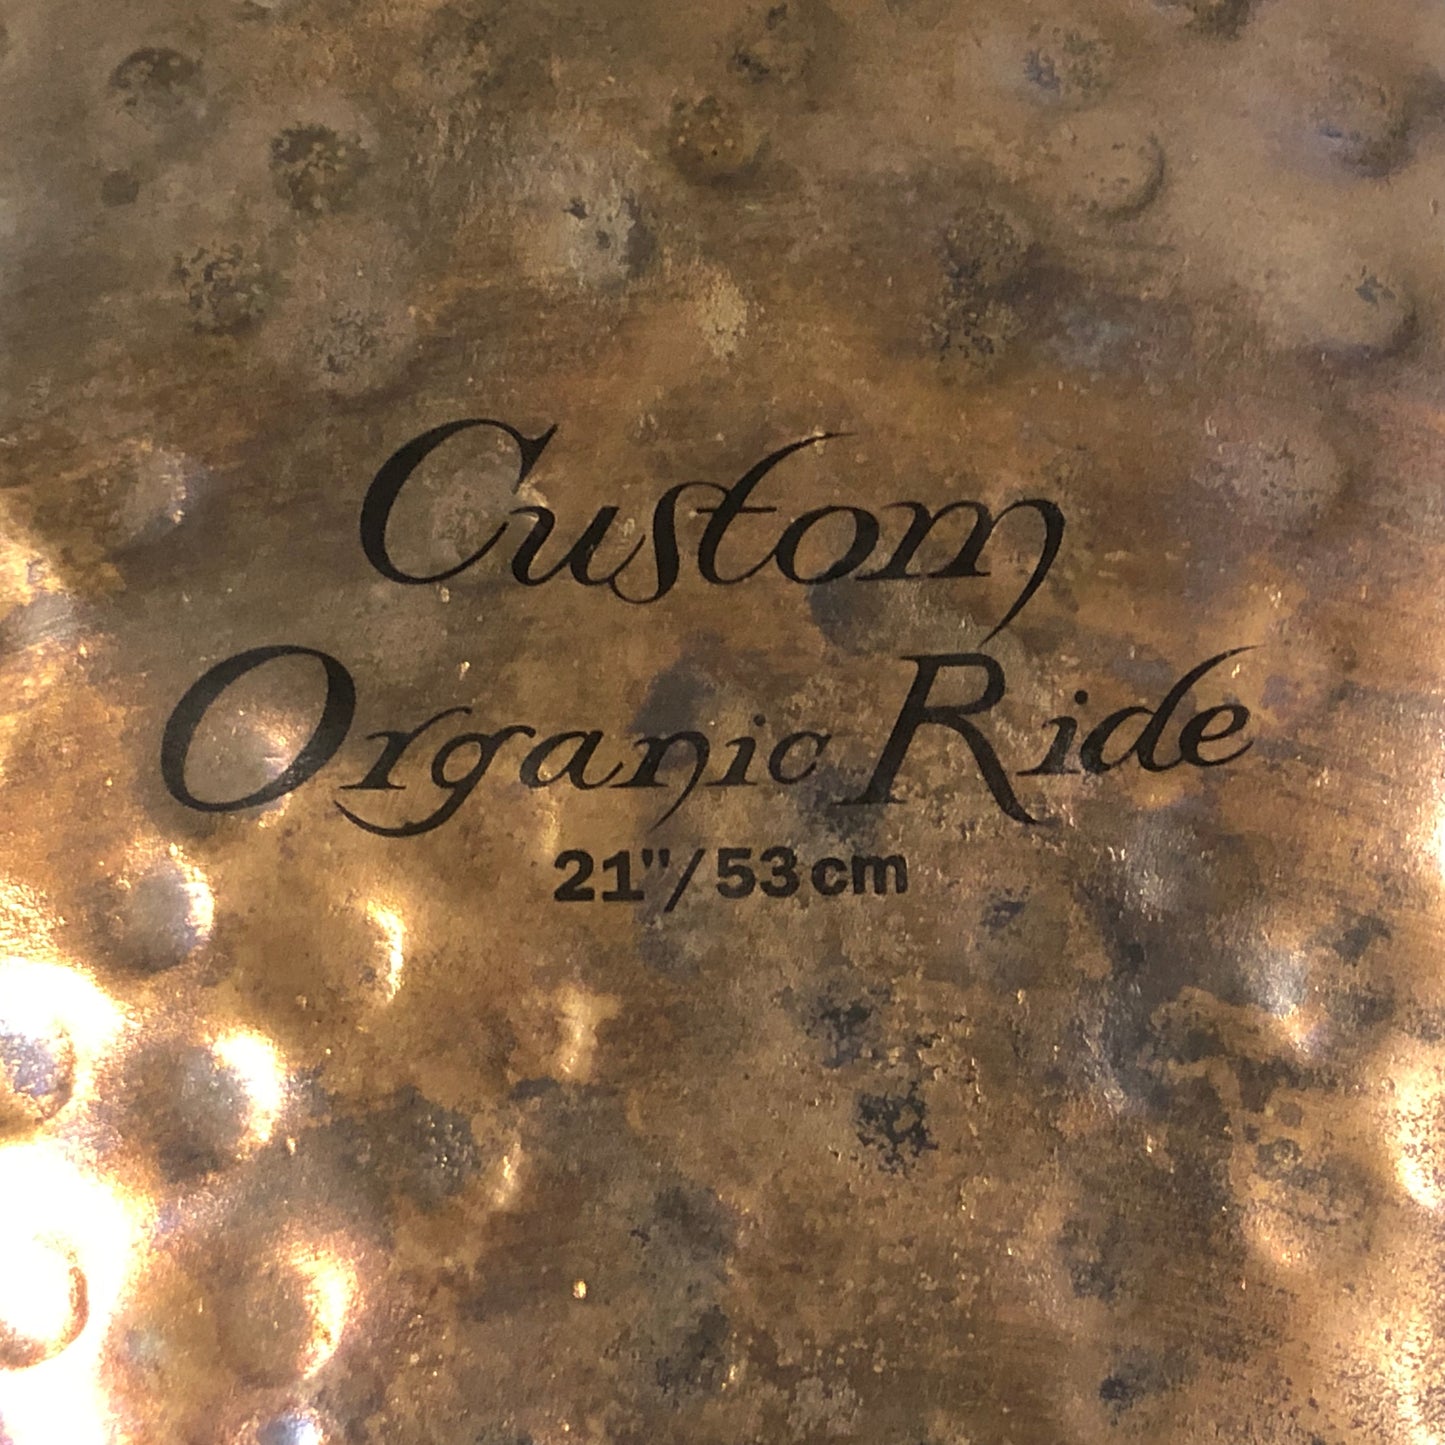 Custom
Organic Ride
21"/53cm